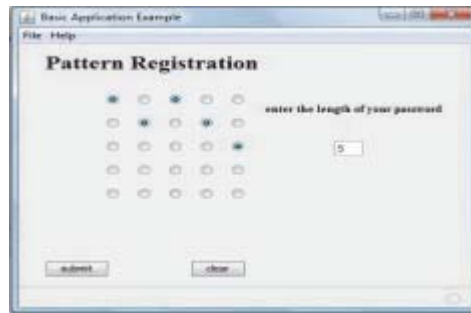 Basic Application Example
File Help
Pattern Registration
enter the length of your password
5
submit
clear